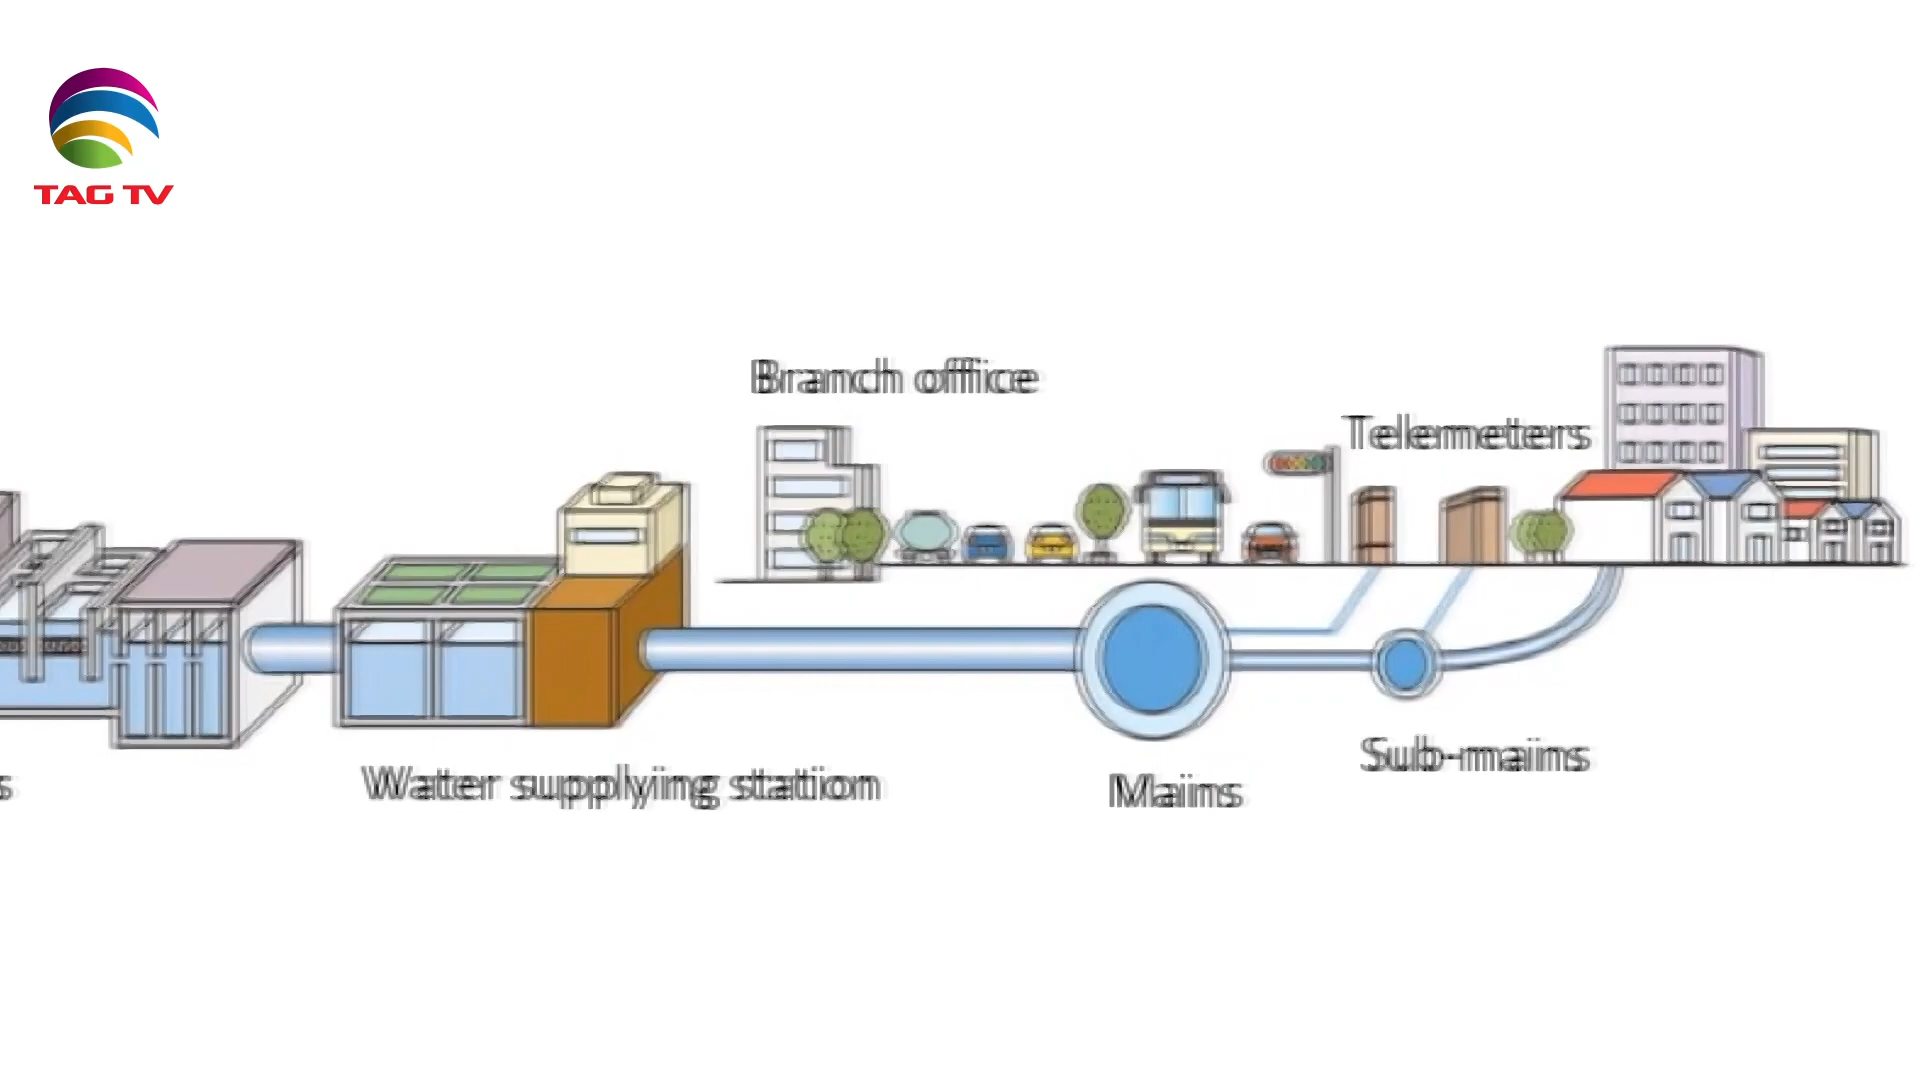 TAG TV
Branch office
Telemeters
Water supplying station
Mains
Sub-mains